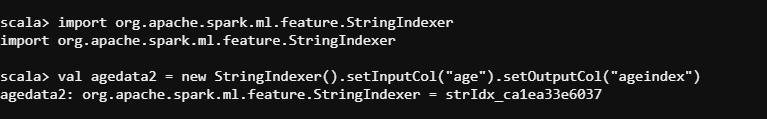 scala> import org.apache.spark.ml.feature.StringIndexer
import org.apache.spark.ml.feature.StringIndexer
scala> val agedata2 = new StringIndexer().setInputCol("age").setOutputCol("ageindex")
agedata2: org.apache.spark.ml.feature.StringIndexer = strIdx_ca1ea33e6037